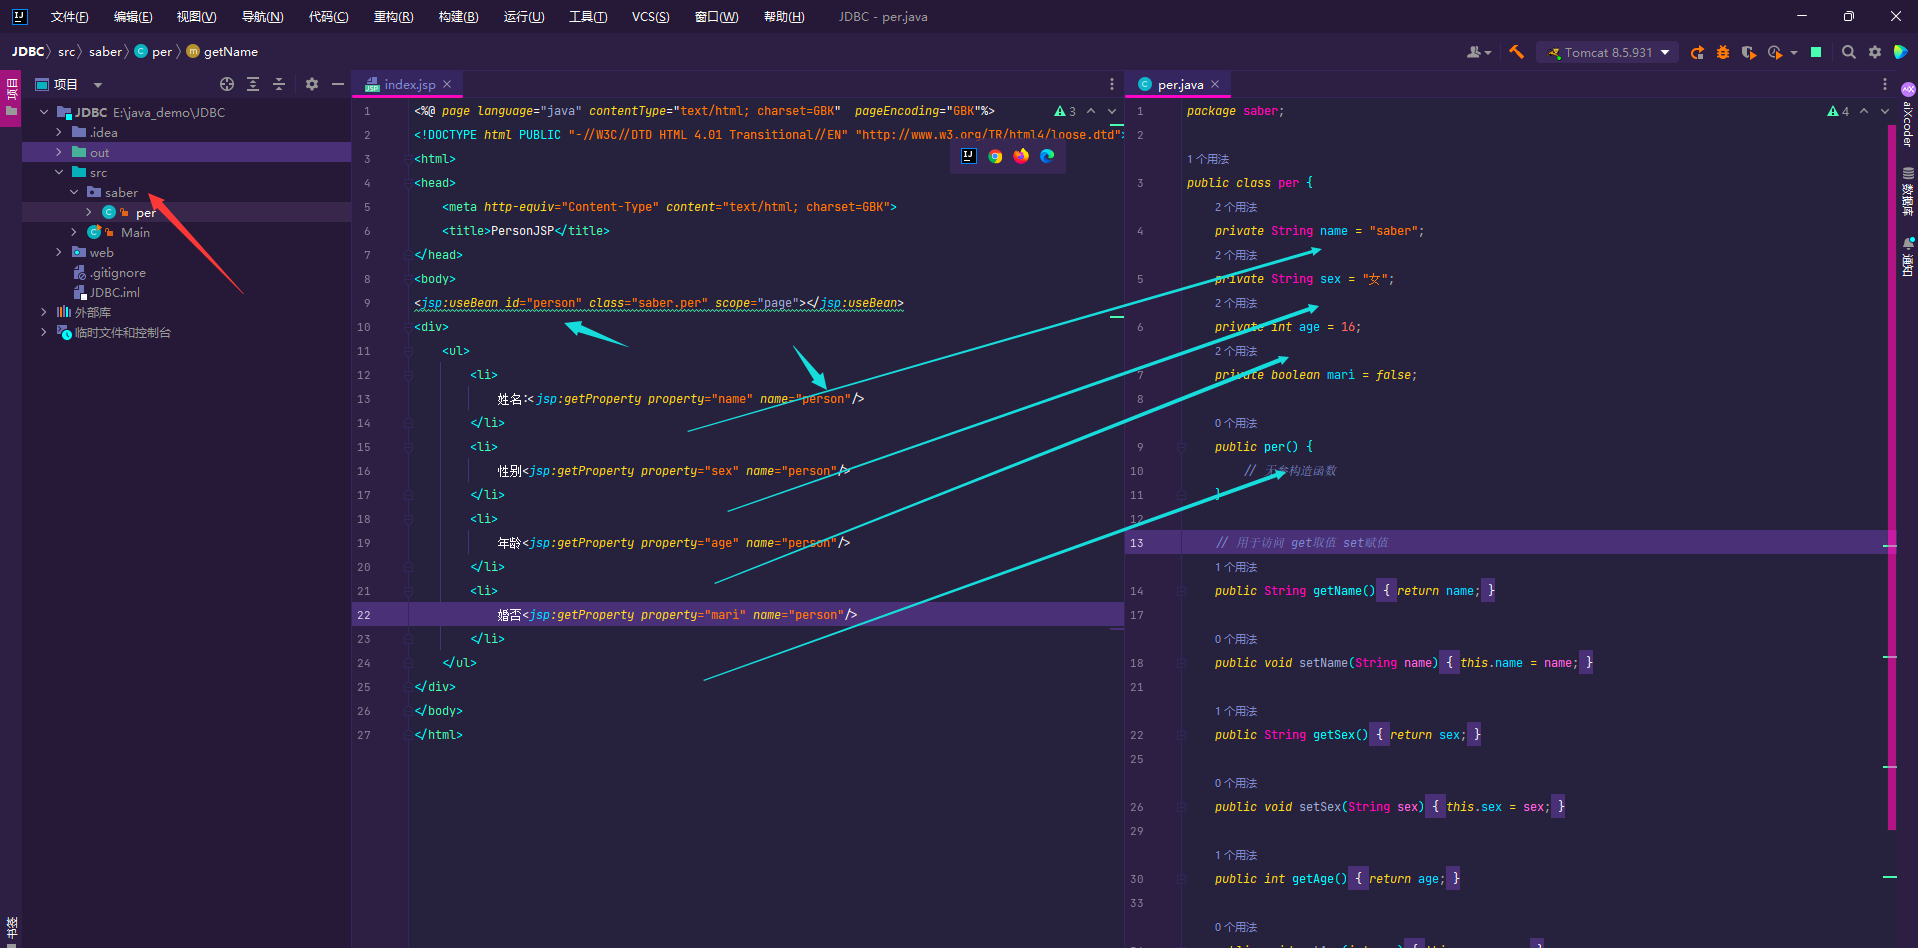 文件(F) 编辑(E) 视图(V) 导航(N) 代码(C) 重构(R) 构建(B) 运行(U) 工具(T) VCS(S) 窗口(W) 帮助(H) JDBC - per.java
JDBC〉 src〉 saber〉 per〉 getName
Tomcat 8.5.931
项目
项目
JDBC E:\java_demo\JDBC
.idea
out
src
saber
per
Main
web
.gitignore
JDBC.iml
外部库
临时文件和控制台
书签
index.jsp
3
1 <%@ page language="java" contentType="text/html; charset=GBK" pageEncoding="GBK"%>
2 <!DOCTYPE html PUBLIC "-//W3C//DTD HTML 4.01 Transitional//EN" "http://www.w3.org/TR/html4/loose.dtd">
3 <html>
4 <head>
5 <meta http-equiv="Content-Type" content="text/html; charset=GBK">
6 <title>PersonJSP</title>
7 </head>
8 <body>
9 <jsp:useBean id="person" class="saber.per" scope="page"></jsp:useBean>
10 <div>
11 <ul>
12 <li>
13 姓名:<jsp:getProperty property="name" name="person"/>
14 </li>
15 <li>
16 性别<jsp:getProperty property="sex" name="person"/>
17 </li>
18 <li>
19 年龄<jsp:getProperty property="age" name="person"/>
20 </li>
21 <li>
22 婚否<jsp:getProperty property="mari" name="person"/>
23 </li>
24 </ul>
25 </div>
26 </body>
27 </html>
per.java
4
1 package saber;
2
1 个用法
3 public class per {
2 个用法
4 private String name = "saber";
2 个用法
5 private String sex = "女";
2 个用法
6 private int age = 16;
2 个用法
7 private boolean mari = false;
8
0 个用法
9 public per() {
10 // 无参构造函数
11 }
12
13 // 用于访问 get取值 set赋值
1 个用法
14 public String getName() { return name; }
17
0 个用法
18 public void setName(String name) { this.name = name; }
21
1 个用法
22 public String getSex() { return sex; }
25
0 个用法
26 public void setSex(String sex) { this.sex = sex; }
29
1 个用法
30 public int getAge() { return age; }
33
0 个用法
aiXcoder
数据库
通知